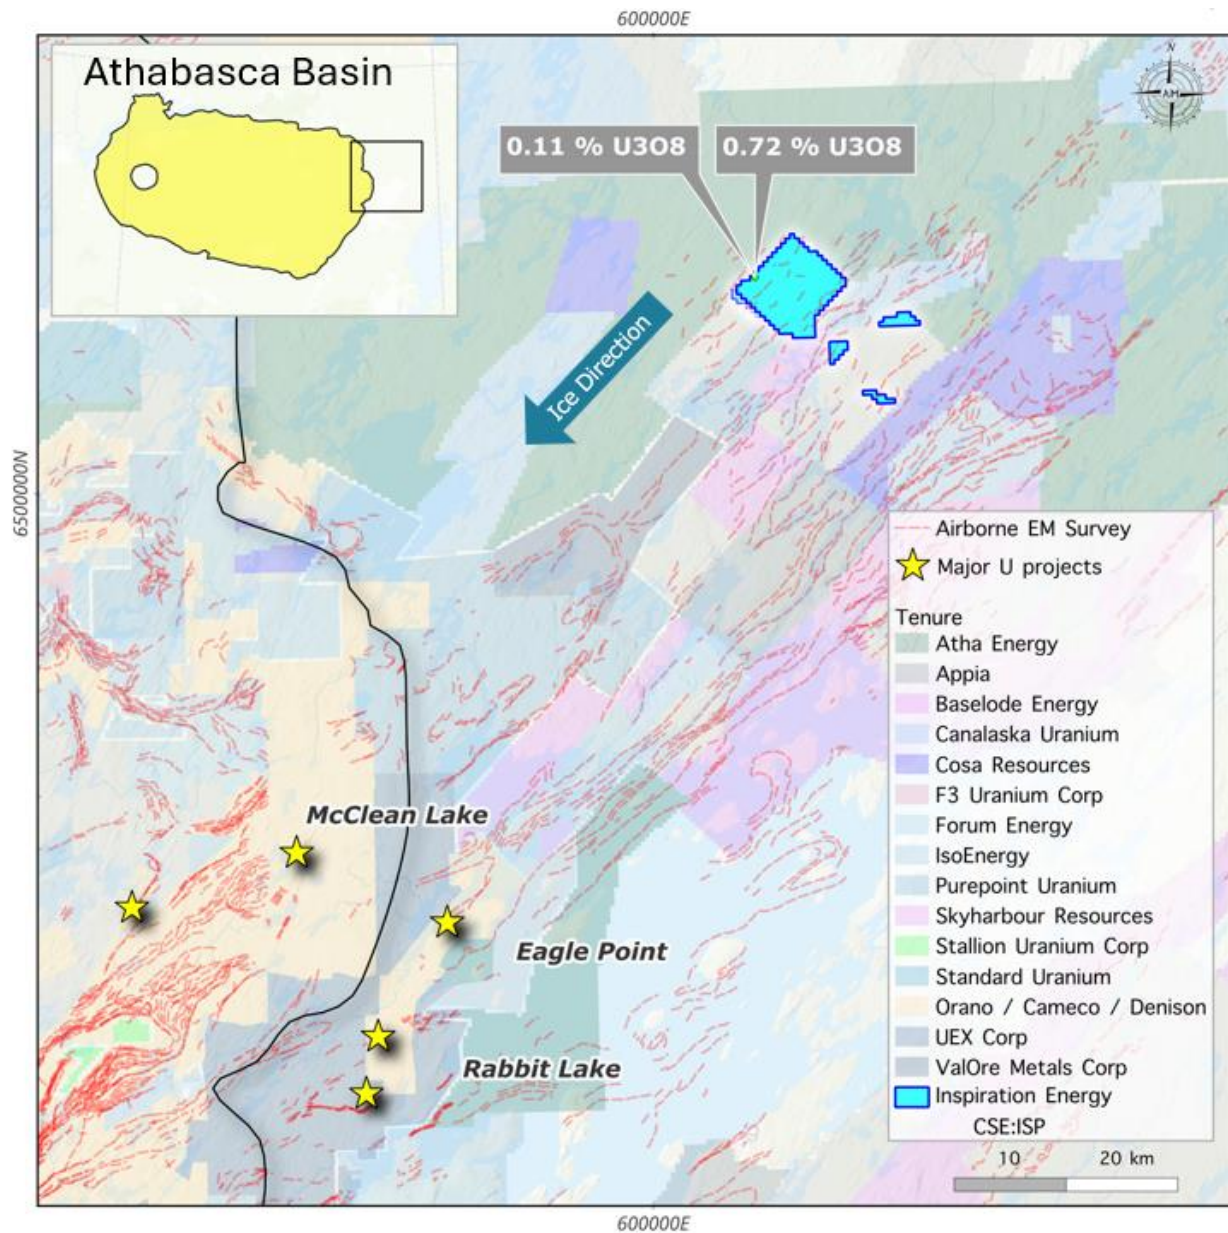 600000E
Athabasca Basin
N
AIM
0.11 % U3O8
0.72 % U3O8
Ice Direction
6500000N
Airborne EM Survey
Major U projects
Tenure
Atha Energy
Appia
Baselode Energy
Canalaska Uranium
Cosa Resources
F3 Uranium Corp
Forum Energy
IsoEnergy
Purepoint Uranium
Skyharbour Resources
Stallion Uranium Corp
Standard Uranium
Orano / Cameco / Denison
UEX Corp
ValOre Metals Corp
Inspiration Energy
CSE:ISP
McClean Lake
Eagle Point
Rabbit Lake
10 20 km
600000E